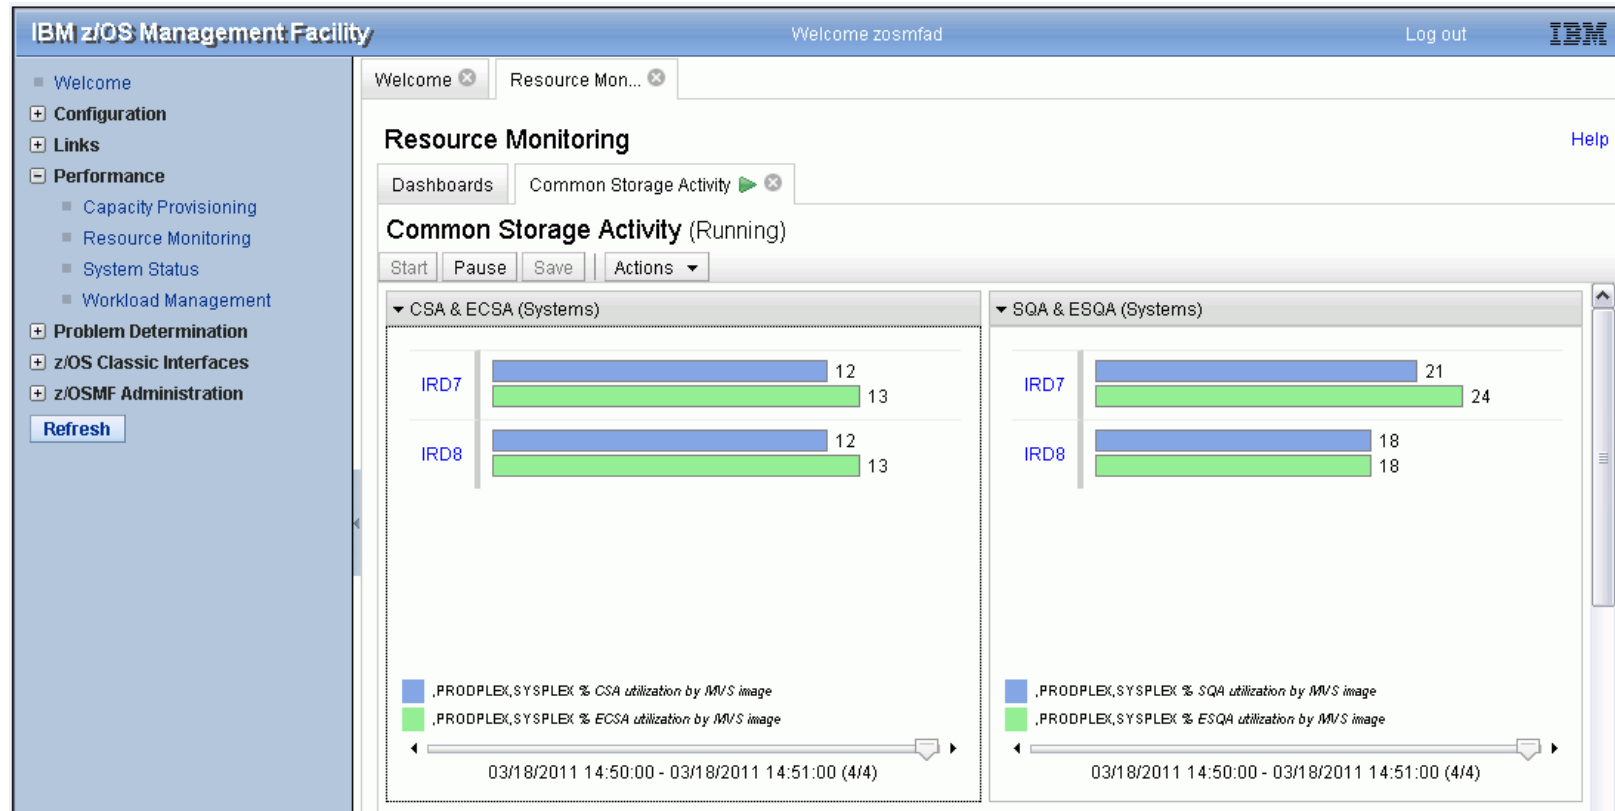 IBM z/OS Management Facility
Welcome zosmfad
Log out
IBM
Welcome
Configuration
Links
Performance
Capacity Provisioning
Resource Monitoring
System Status
Workload Management
Problem Determination
z/OS Classic Interfaces
z/OSMF Administration
Refresh
Welcome
Resource Mon...
Resource Monitoring
Help
Dashboards
Common Storage Activity
Common Storage Activity (Running)
Start
Pause
Save
Actions
CSA & ECSA (Systems)
IRD7
12
13
IRD8
12
13
,PRODPLEX,SYSPLEX % CSA utilization by MVS image
,PRODPLEX,SYSPLEX % ECSA utilization by MVS image
03/18/2011 14:50:00 - 03/18/2011 14:51:00 (4/4)
SQA & ESQA (Systems)
IRD7
21
24
IRD8
18
18
,PRODPLEX,SYSPLEX % SQA utilization by MVS image
,PRODPLEX,SYSPLEX % ESQA utilization by MVS image
03/18/2011 14:50:00 - 03/18/2011 14:51:00 (4/4)